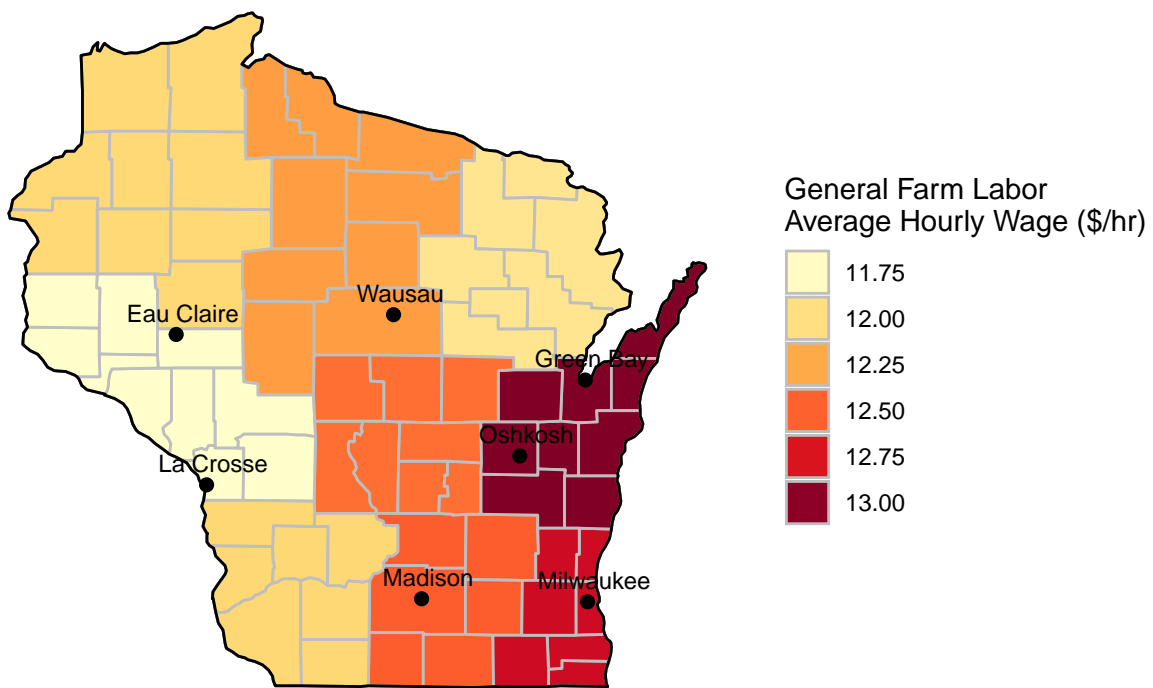 General Farm Labor
Average Hourly Wage ($/hr)
11.75
12.00
12.25
12.50
12.75
13.00
Wausau
Eau Claire
Green Bay
Oshkosh
La Crosse
Madison
Milwaukee